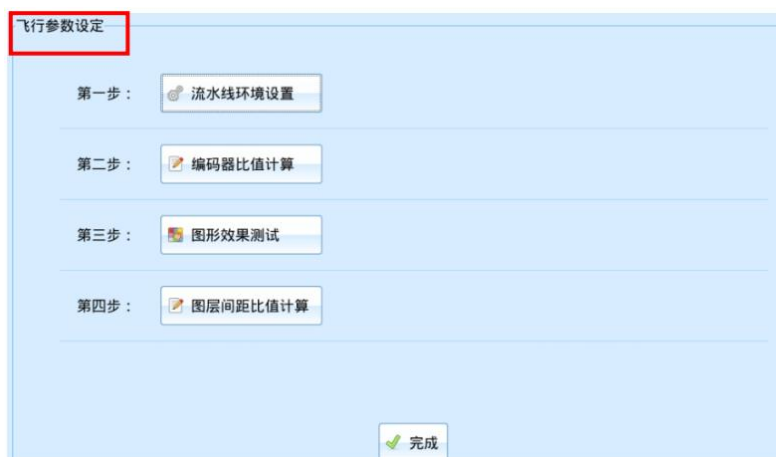 飞行参数设定
第一步： 流水线环境设置
第二步： 编码器比值计算
第三步： 图形效果测试
第四步： 图层间距比值计算
完成